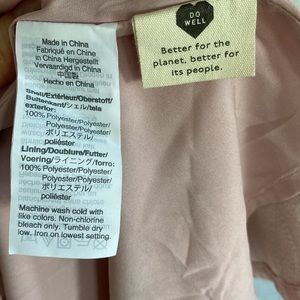 Made in China
Fabriqué en Chine
in China Hergestellt
Vervaardigd in China
中国製
Hecho en China
Shell/Extérieur/Oberstoff/
Buitenkant/シェル/tela
exterior:
100% Polyester/Polyester/
Polyester/Polyester/
ポリエステル/
poliéster
Lining/Doublure/Futter/
Voering/ライニング/forro:
100% Polyester/Polyester/
Polyester/Polyester/
ポリエステル/
poliéster
Machine wash cold with
like colors. Non-chlorine
bleach only. Tumble dry
low. Iron on lowest setting.
DO
WELL
Better for the
planet, better for
its people.